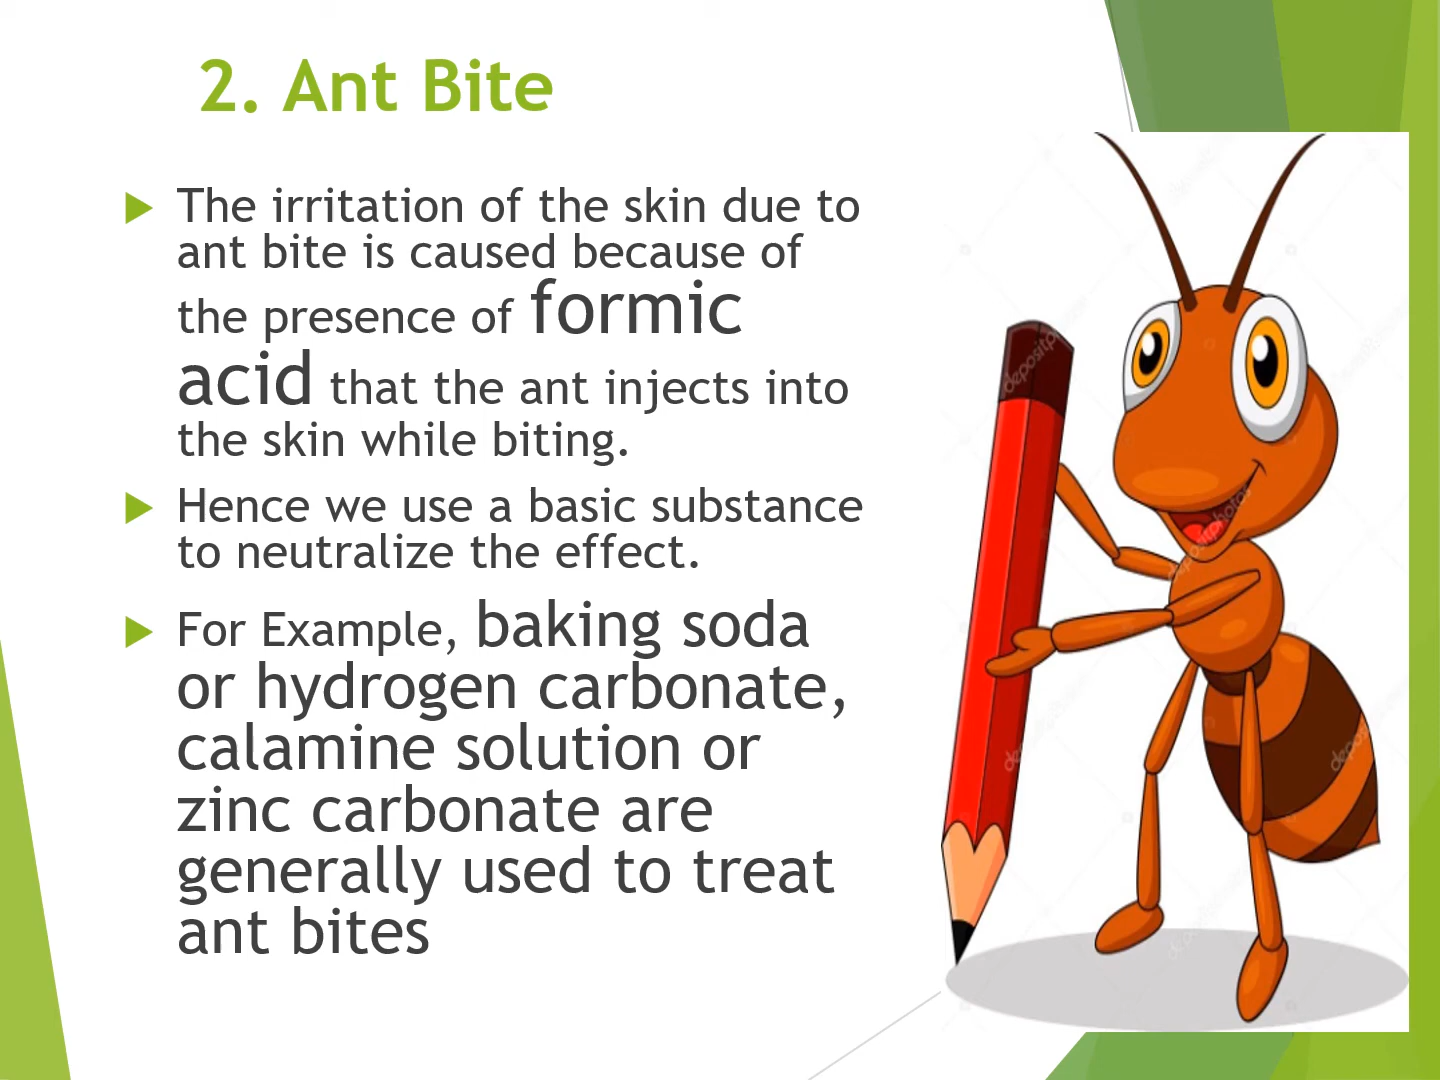 2. Ant Bite
The irritation of the skin due to
ant bite is caused because of
the presence of formic
acid that the ant injects into
the skin while biting.
Hence we use a basic substance
to neutralize the effect.
For Example, baking soda
or hydrogen carbonate,
calamine solution or
zinc carbonate are
generally used to treat
ant bites
depositphotos